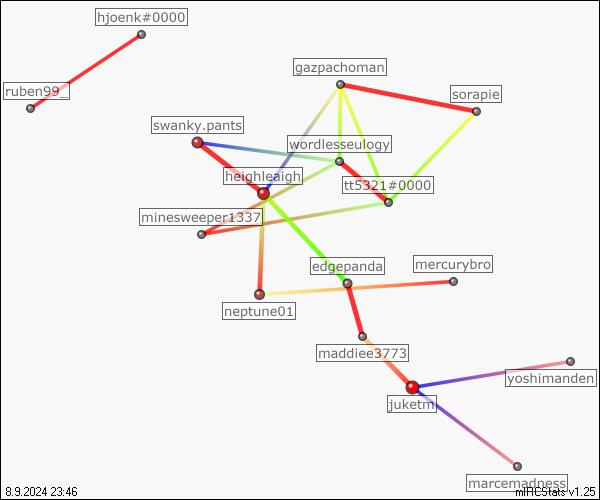 hjoenk#0000
gazpachoman
ruben99_
sorapie
swanky.pants
wordlesseulogy
heighleaigh
tt5321#0000
minesweeper1337
edgepanda
mercurybro
neptune01
maddiee3773
yoshimanden
juketm
marcemadness
8.9.2024 23:46
mIRCStats v1.25